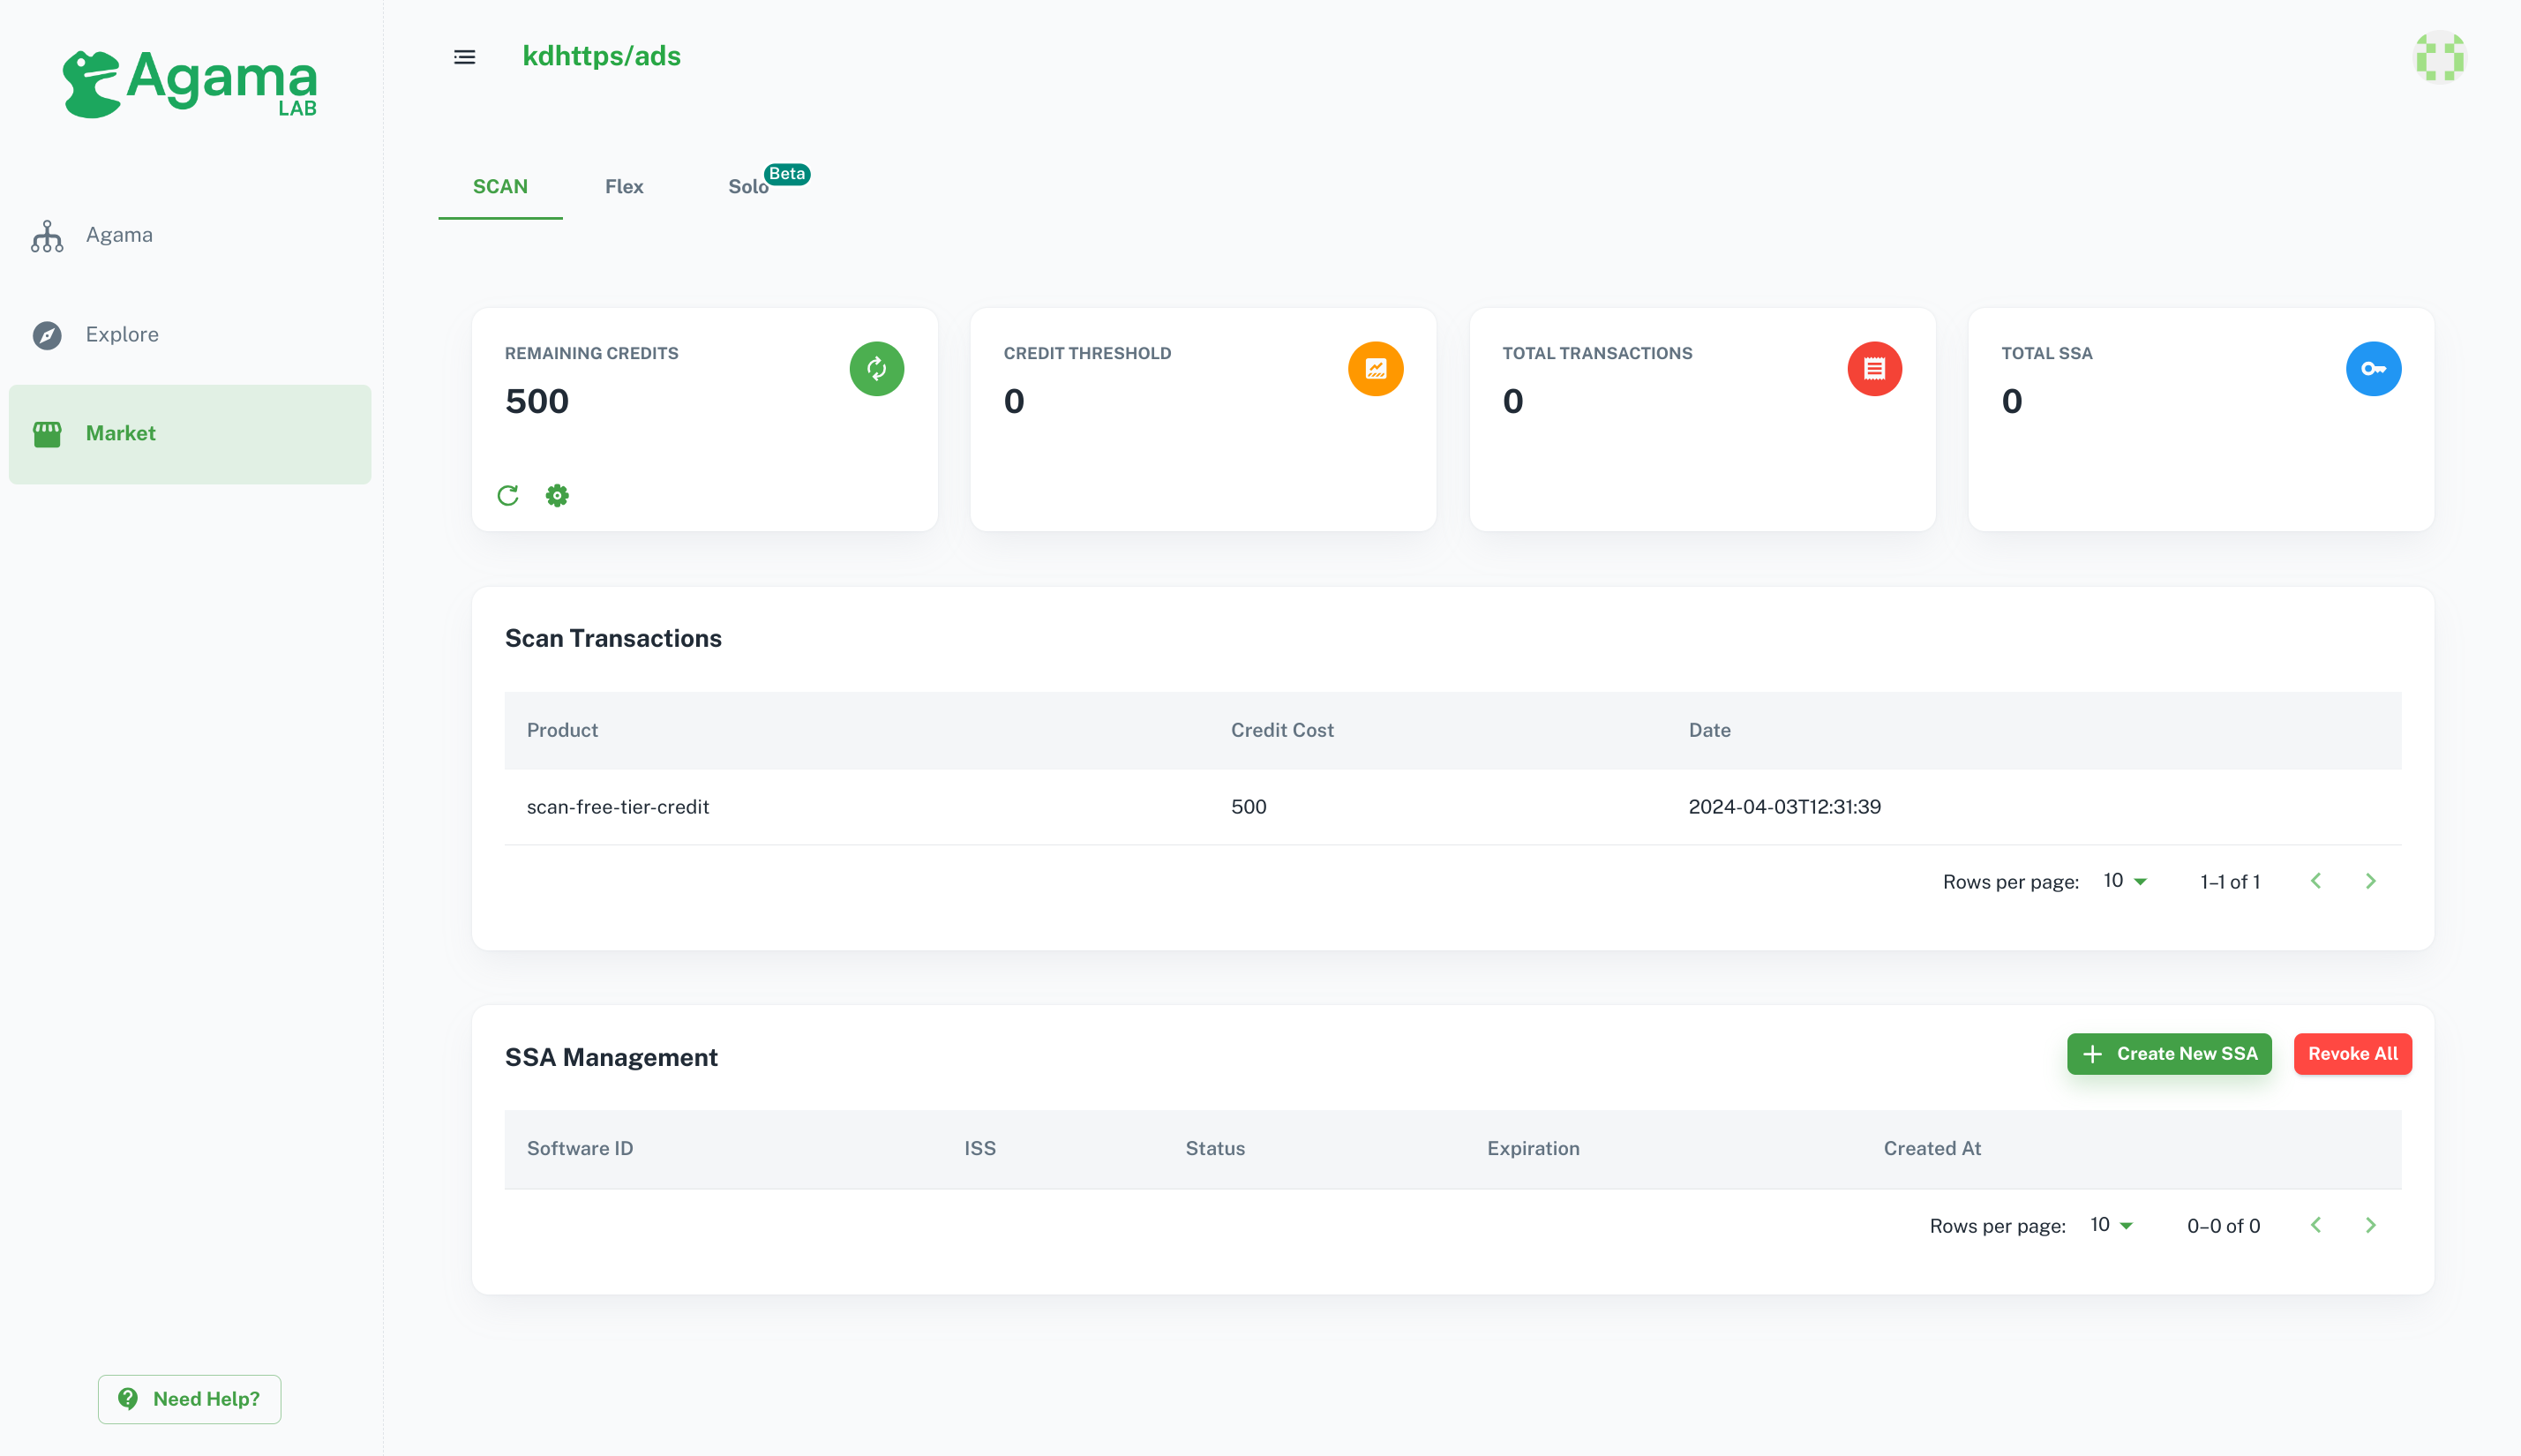 Agama
LAB
kdhttps/ads
Agama
Explore
Market
Need Help?
SCAN
Flex
Solo
Beta
REMAINING CREDITS
500
CREDIT THRESHOLD
0
TOTAL TRANSACTIONS
0
TOTAL SSA
0
Scan Transactions
Product Credit Cost Date
scan-free-tier-credit 500 2024-04-03T12:31:39
Rows per page: 10 1–1 of 1
SSA Management
Create New SSA
Revoke All
Software ID ISS Status Expiration Created At
Rows per page: 10 0–0 of 0